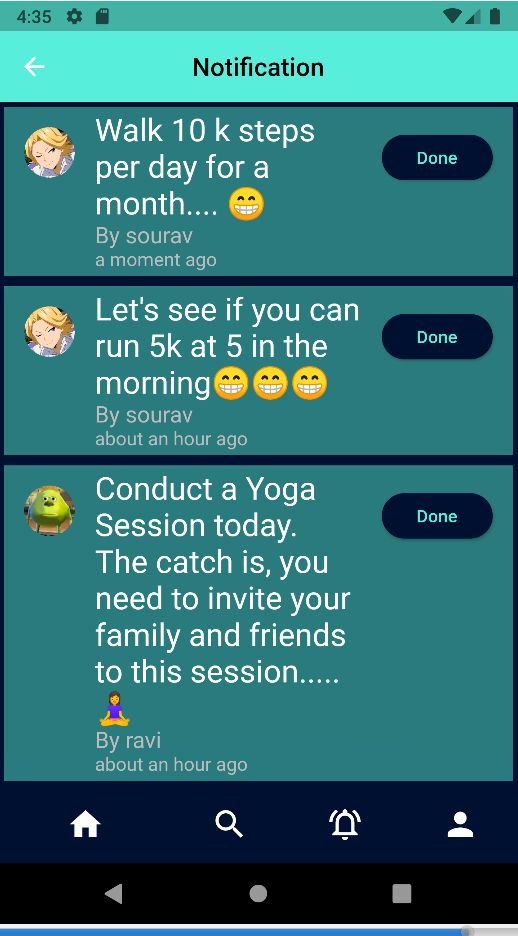 4:35
Notification
Walk 10 k steps
per day for a
month.... 😁
By sourav
a moment ago
Done
Let's see if you can
run 5k at 5 in the
morning😁😁😁
By sourav
about an hour ago
Done
Conduct a Yoga
Session today.
The catch is, you
need to invite your
family and friends
to this session.....
🧘‍♀️
By ravi
about an hour ago
Done